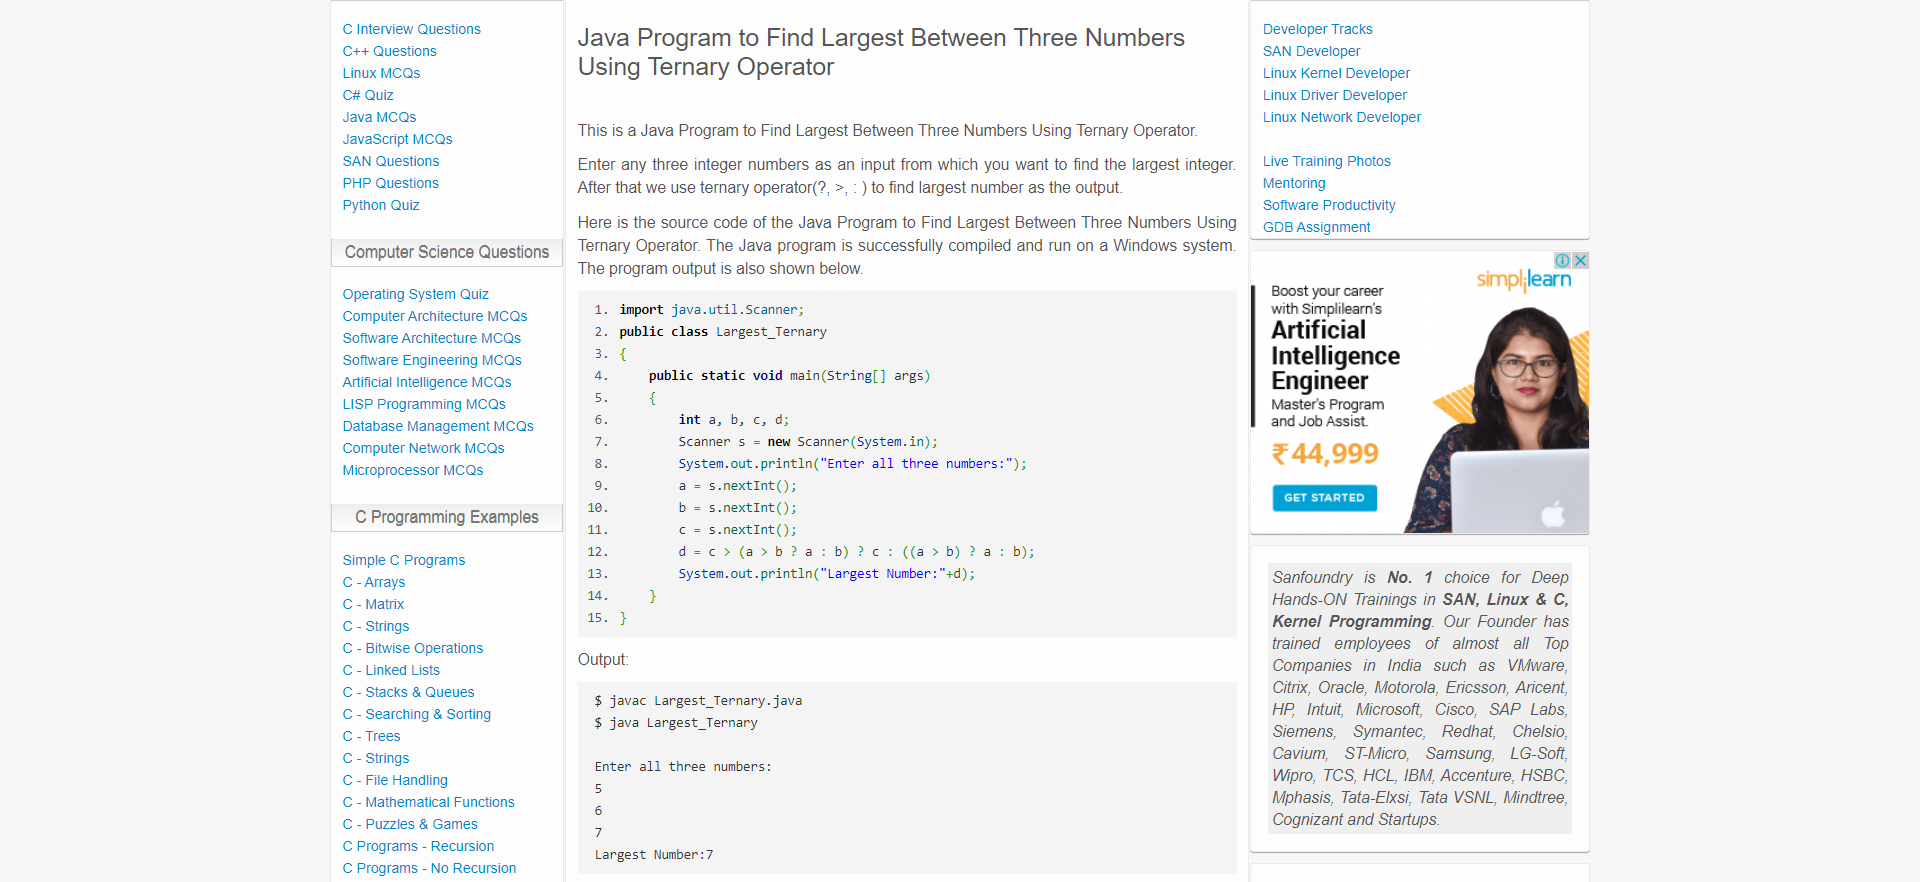 C Interview Questions
C++ Questions
Linux MCQs
C# Quiz
Java MCQs
JavaScript MCQs
SAN Questions
PHP Questions
Python Quiz
Computer Science Questions
Operating System Quiz
Computer Architecture MCQs
Software Architecture MCQs
Software Engineering MCQs
Artificial Intelligence MCQs
LISP Programming MCQs
Database Management MCQs
Computer Network MCQs
Microprocessor MCQs
C Programming Examples
Simple C Programs
C - Arrays
C - Matrix
C - Strings
C - Bitwise Operations
C - Linked Lists
C - Stacks & Queues
C - Searching & Sorting
C - Trees
C - Strings
C - File Handling
C - Mathematical Functions
C - Puzzles & Games
C Programs - Recursion
C Programs - No Recursion
Java Program to Find Largest Between Three Numbers
Using Ternary Operator
This is a Java Program to Find Largest Between Three Numbers Using Ternary Operator.
Enter any three integer numbers as an input from which you want to find the largest integer.
After that we use ternary operator(?, >, : ) to find largest number as the output.
Here is the source code of the Java Program to Find Largest Between Three Numbers Using
Ternary Operator. The Java program is successfully compiled and run on a Windows system.
The program output is also shown below.
1. import java.util.Scanner;
2. public class Largest_Ternary
3. {
4. public static void main(String[] args)
5. {
6. int a, b, c, d;
7. Scanner s = new Scanner(System.in);
8. System.out.println("Enter all three numbers:");
9. a = s.nextInt();
10. b = s.nextInt();
11. c = s.nextInt();
12. d = c > (a > b ? a : b) ? c : ((a > b) ? a : b);
13. System.out.println("Largest Number:"+d);
14. }
15. }
Output:
$ javac Largest_Ternary.java
$ java Largest_Ternary
Enter all three numbers:
5
6
7
Largest Number:7
Developer Tracks
SAN Developer
Linux Kernel Developer
Linux Driver Developer
Linux Network Developer
Live Training Photos
Mentoring
Software Productivity
GDB Assignment
simplilearn
Boost your career
with Simplilearn's
Artificial
Intelligence
Engineer
Master's Program
and Job Assist.
₹44,999
GET STARTED
Sanfoundry is No. 1 choice for Deep
Hands-ON Trainings in SAN, Linux & C,
Kernel Programming. Our Founder has
trained employees of almost all Top
Companies in India such as VMware,
Citrix, Oracle, Motorola, Ericsson, Aricent,
HP, Intuit, Microsoft, Cisco, SAP Labs,
Siemens, Symantec, Redhat, Chelsio,
Cavium, ST-Micro, Samsung, LG-Soft,
Wipro, TCS, HCL, IBM, Accenture, HSBC,
Mphasis, Tata-Elxsi, Tata VSNL, Mindtree,
Cognizant and Startups.